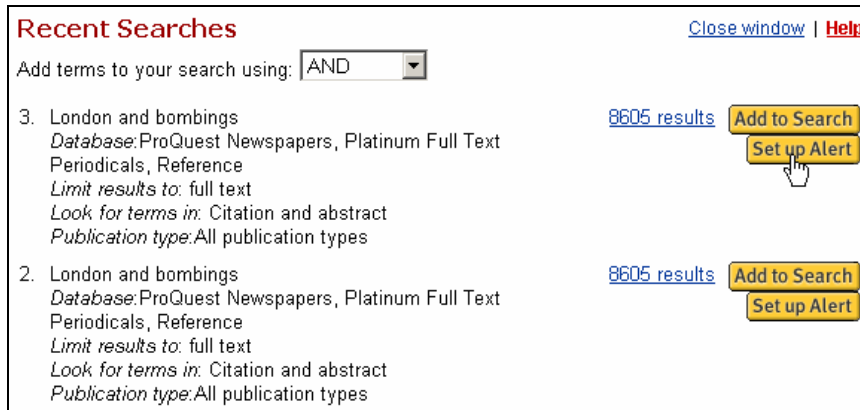 Recent Searches
Close window | Help
Add terms to your search using: AND
3. London and bombings 8605 results Add to Search
Database:ProQuest Newspapers, Platinum Full Text Set up Alert
Periodicals, Reference
Limit results to: full text
Look for terms in: Citation and abstract
Publication type:All publication types
2. London and bombings 8605 results Add to Search
Database:ProQuest Newspapers, Platinum Full Text Set up Alert
Periodicals, Reference
Limit results to: full text
Look for terms in: Citation and abstract
Publication type:All publication types